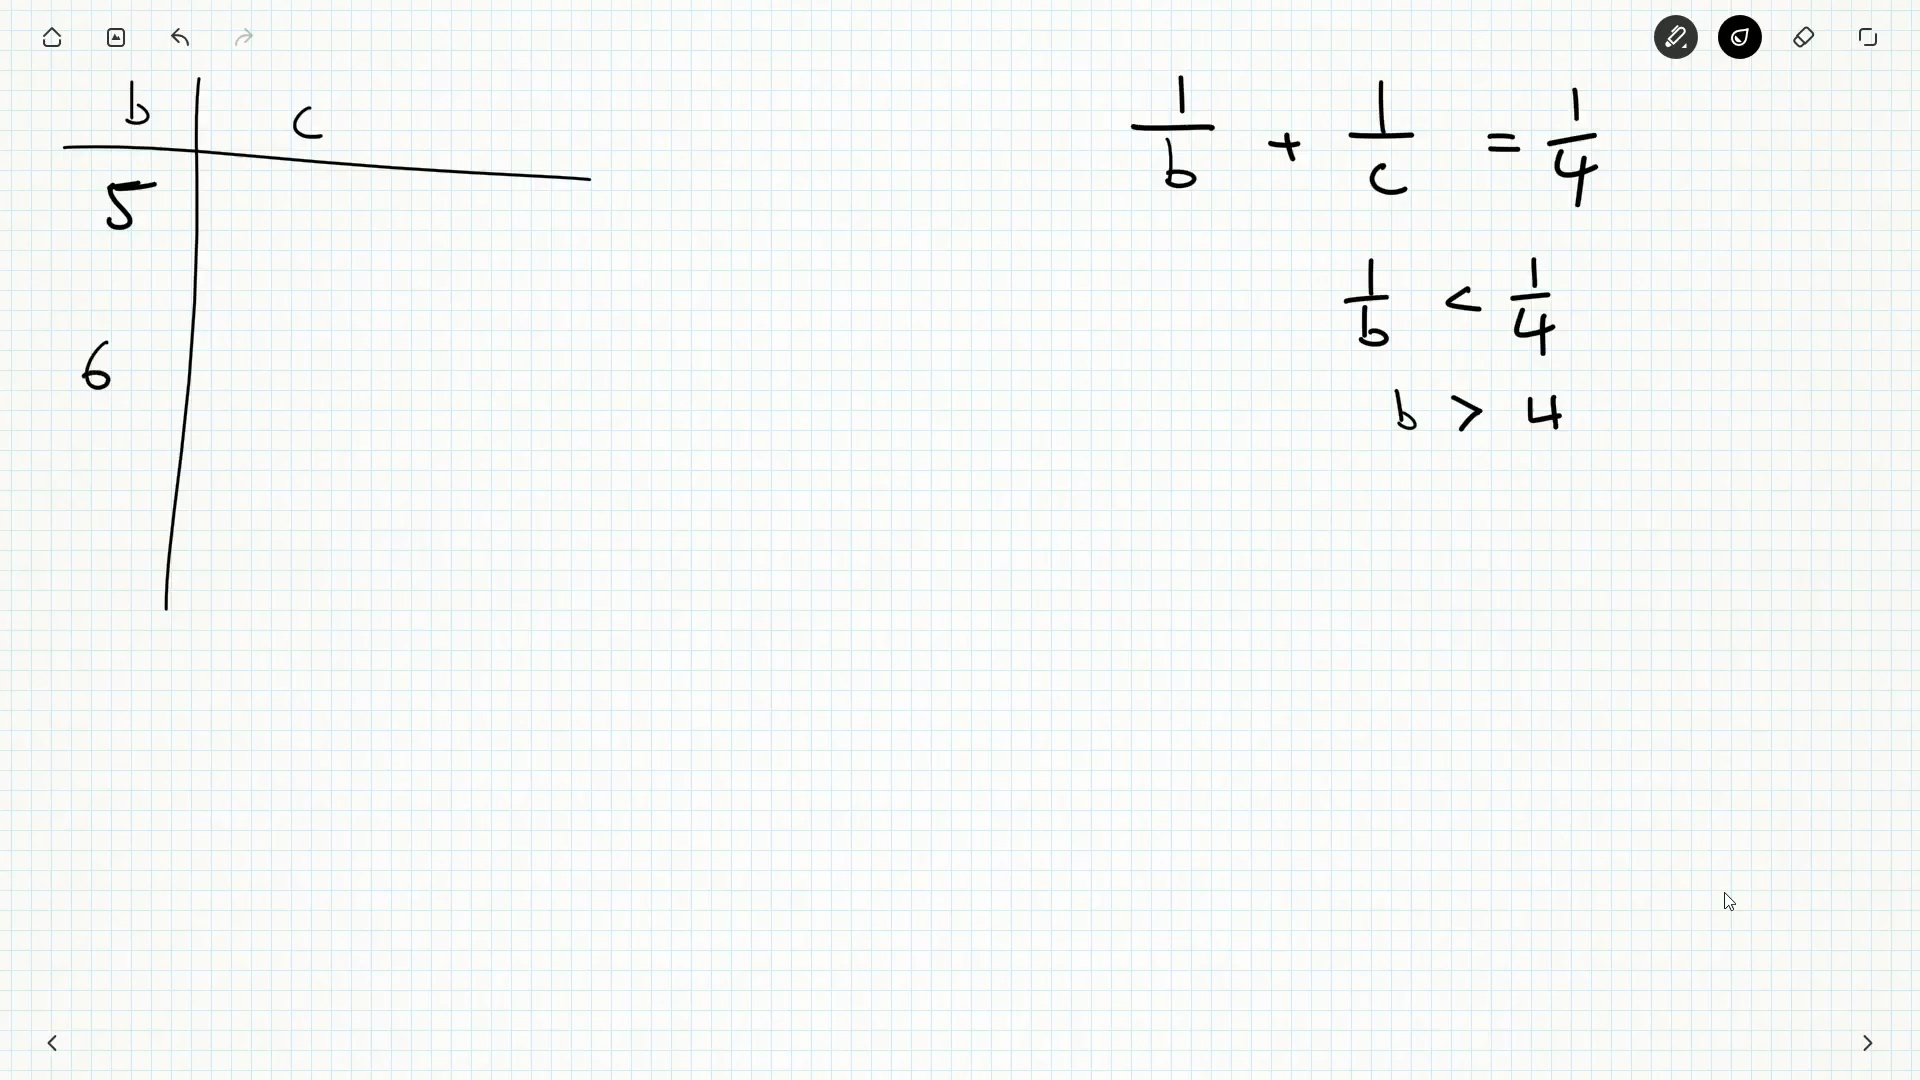 b c
5
6
1/b + 1/c = 1/4
1/b < 1/4
b > 4